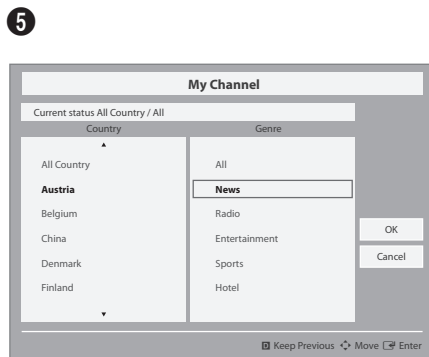 5
My Channel
Current status All Country / All
Country Genre
All Country All
Austria News
Belgium Radio
China Entertainment
Denmark Sports
Finland Hotel
OK
Cancel
D Keep Previous Move Enter